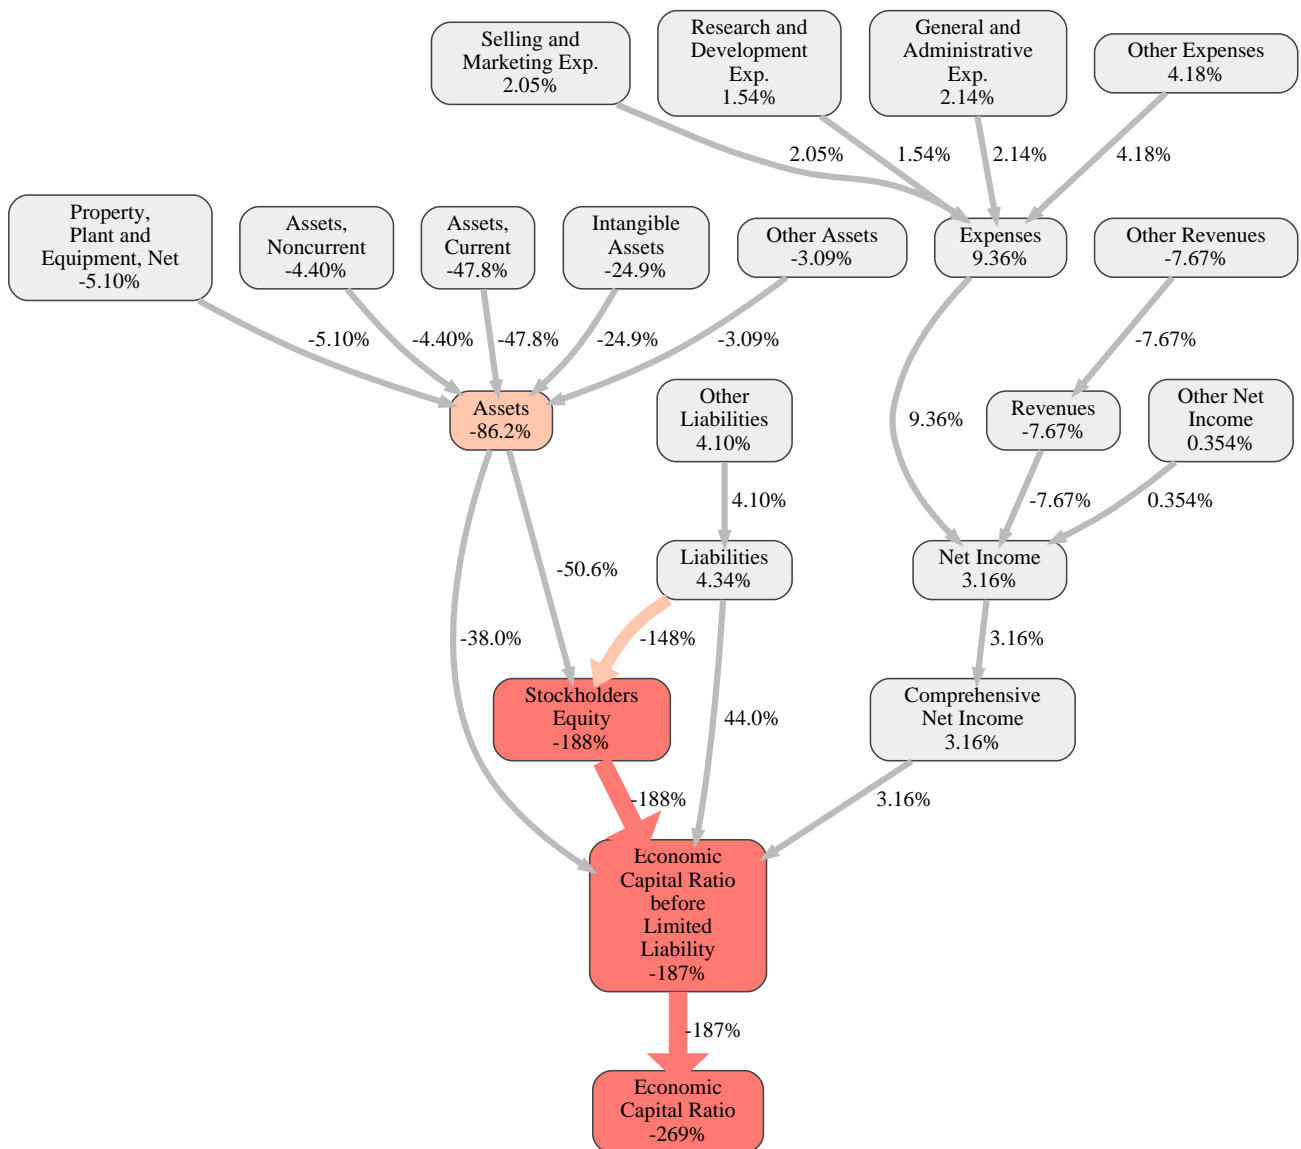 Selling and
Marketing Exp.
2.05%
Research and
Development
Exp.
1.54%
General and
Administrative
Exp.
2.14%
Other Expenses
4.18%
2.05%
1.54%
2.14%
4.18%
Property,
Plant and
Equipment, Net
-5.10%
Assets,
Noncurrent
-4.40%
Assets,
Current
-47.8%
Intangible
Assets
-24.9%
Other Assets
-3.09%
Expenses
9.36%
Other Revenues
-7.67%
-5.10%
-4.40%
-47.8%
-24.9%
-3.09%
-7.67%
Assets
-86.2%
Other
Liabilities
4.10%
9.36%
Revenues
-7.67%
Other Net
Income
0.354%
4.10%
-7.67%
0.354%
-50.6%
Liabilities
4.34%
Net Income
3.16%
-38.0%
-148%
3.16%
Stockholders
Equity
-188%
44.0%
Comprehensive
Net Income
3.16%
-188%
3.16%
Economic
Capital Ratio
before
Limited
Liability
-187%
-187%
Economic
Capital Ratio
-269%